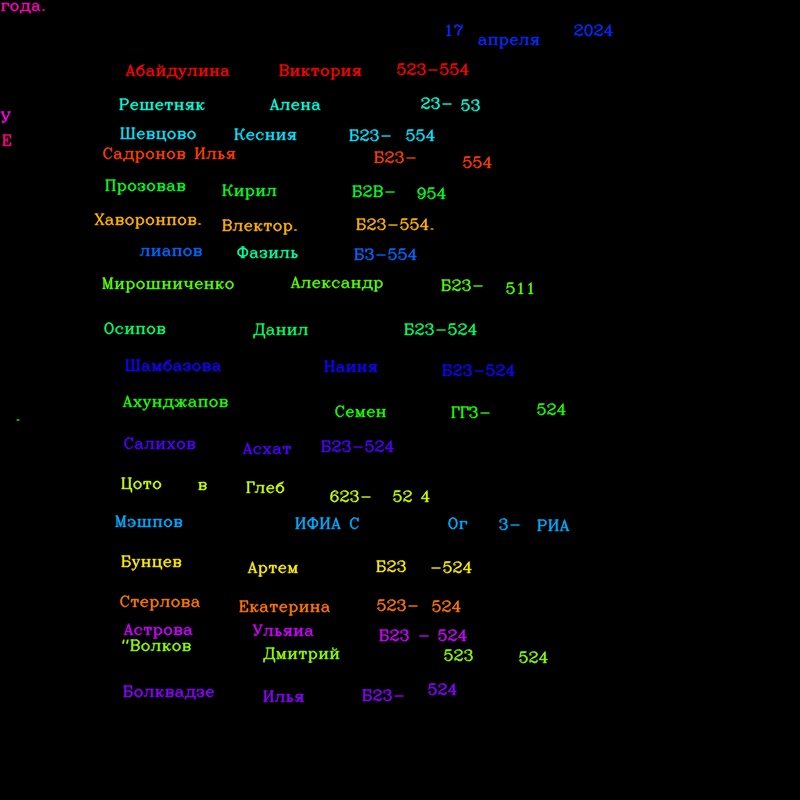 года.
17 апреля 2024
Абайдулина Виктория 523-554
Решетняк Алена 23- 53
У
Шевцово Кесния Б23- 554
Е
Садронов Илья Б23- 554
Прозовав Кирил Б2В- 954
Хаворонпов. Влектор. Б23-554.
лиапов Фазиль Б3-554
Мирошниченко Александр Б23- 511
Осипов Данил Б23-524
Шамбазова Наиня Б23-524
Ахунджапов Семен ГГЗ- 524
Салихов Асхат Б23-524
Цото в Глеб 623- 52 4
Мэшпов ИФИА С Ог 3- РИА
Бунцев Артем Б23 -524
Стерлова Екатерина 523- 524
Астрова Ульяиа Б23 - 524
"Волков Дмитрий 523 524
Болквадзе Илья Б23- 524